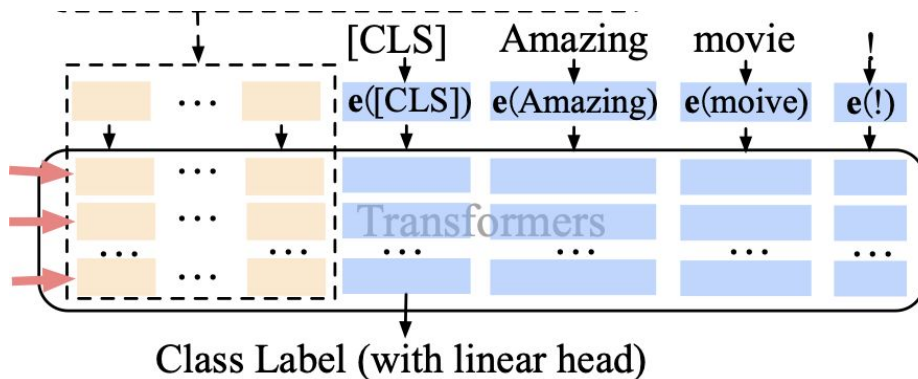 [CLS] Amazing movie !
e([CLS]) e(Amazing) e(moive) e(!)
Transformers
Class Label (with linear head)